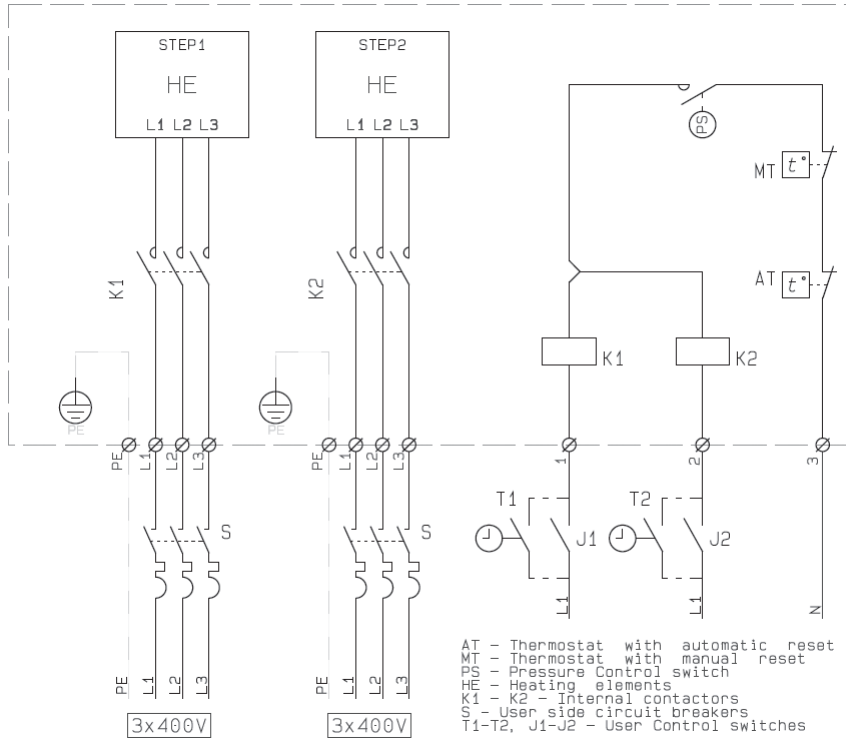 STEP1 STEP2
HE HE
L1 L2 L3 L1 L2 L3
PS
MT t°
AT t°
K1 K2
K1 K2
PE PE
PE L1 L2 L3 PE L1 L2 L3 1 2 3
T1 T2
S S J1 J2
L1 L1 N
AT - Thermostat with automatic reset
MT - Thermostat with manual reset
PS - Pressure Control switch
HE - Heating elements
K1 - K2 - Internal contactors
S - User side circuit breakers
T1-T2, J1-J2 - User Control switches
PE L1 L2 L3 PE L1 L2 L3
3x400V 3x400V